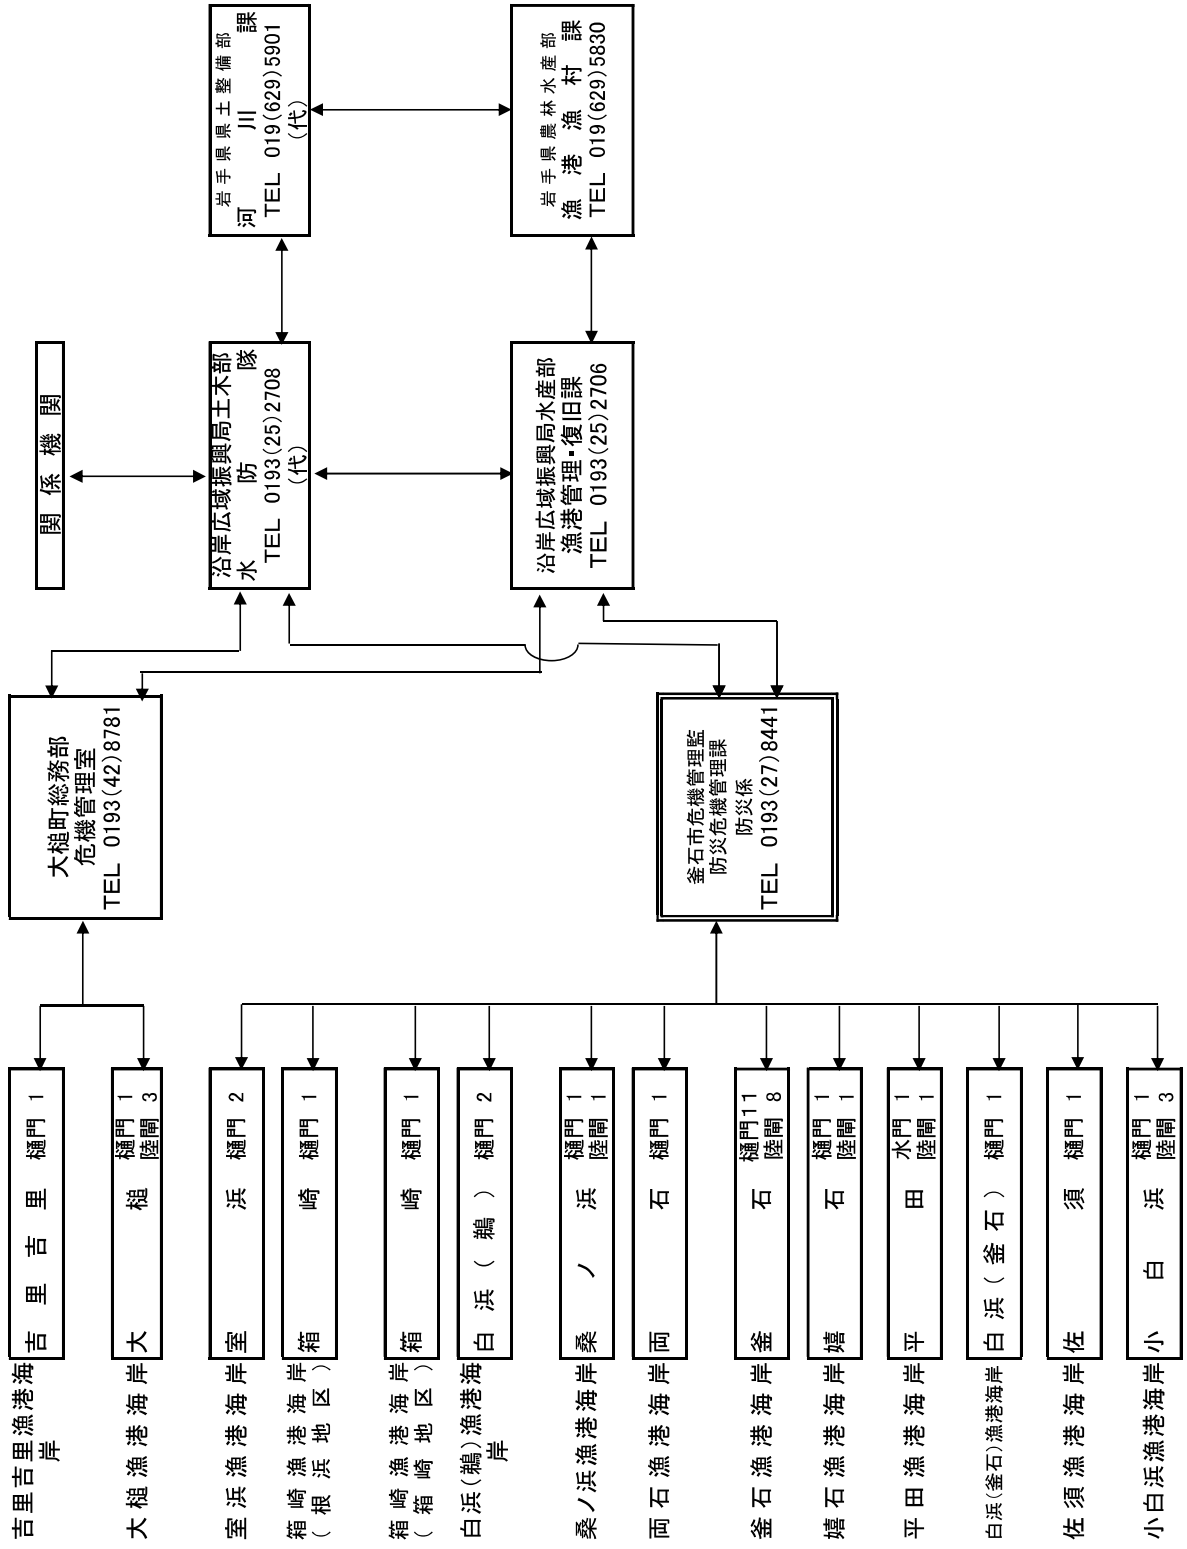 吉里吉里漁港海岸
吉里吉里 樋門 1
大槌漁港海岸
大槌 樋門 1
陸閘 3
室浜漁港海岸
室浜 樋門 2
箱崎漁港海岸
(根浜地区)
箱崎 樋門 1
箱崎漁港海岸
(箱崎地区)
箱崎 樋門 1
白浜(鵜)漁港海岸
白浜(鵜) 樋門 2
桑ノ浜漁港海岸
桑ノ浜 樋門 1
陸閘 1
両石漁港海岸
両石 樋門 1
釜石漁港海岸
釜石 樋門11
陸閘 8
嬉石漁港海岸
嬉石 樋門 1
陸閘 1
平田漁港海岸
平田 水門 1
陸閘 1
白浜(釜石)漁港海岸
白浜(釜石) 樋門 1
佐須漁港海岸
佐須 樋門 1
小白浜漁港海岸
小白浜 樋門 1
陸閘 3
大槌町総務部
危機管理室
TEL 0193(42)8781
釜石市危機管理監
防災危機管理課
防災係
TEL 0193(27)8441
関係機関
沿岸広域振興局土木部
水防隊
TEL 0193(25)2708
(代)
沿岸広域振興局水産部
漁港管理・復旧課
TEL 0193(25)2706
岩手県県土整備部
河川課
TEL 019(629)5901
(代)
岩手県農林水産部
漁港漁村課
TEL 019(629)5830